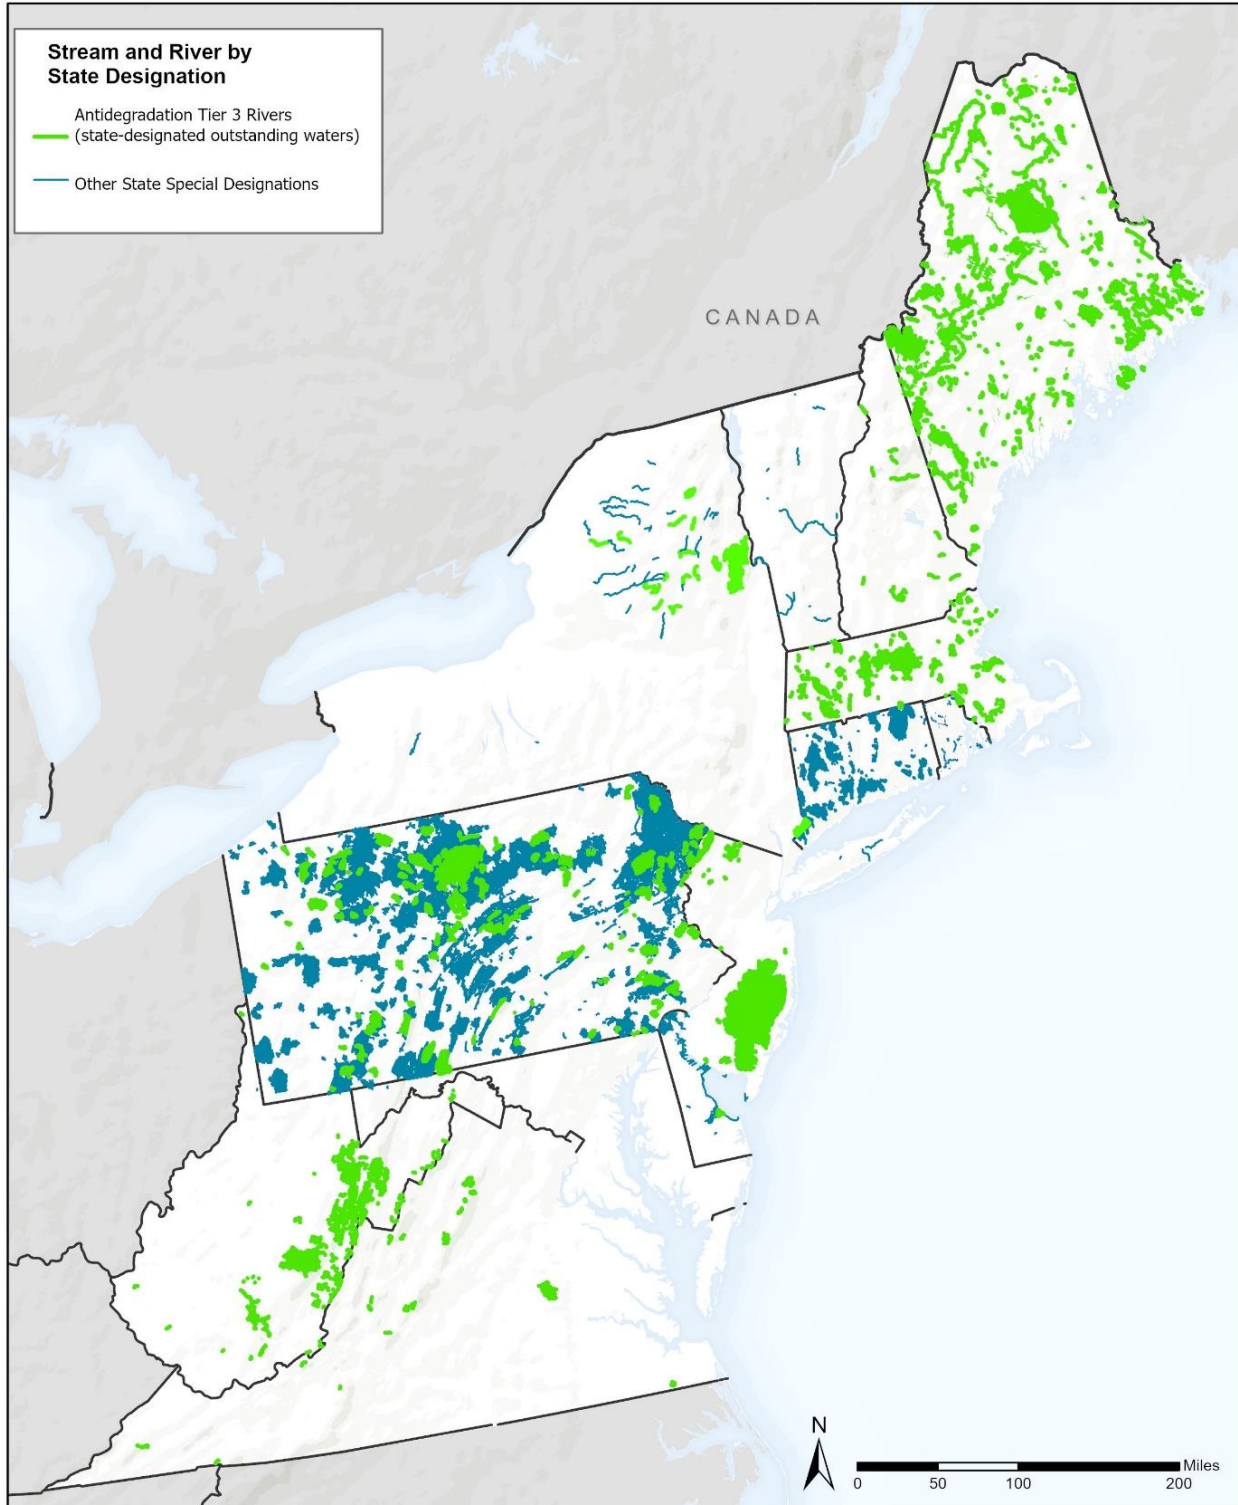 Stream and River by
State Designation
Antidegradation Tier 3 Rivers
(state-designated outstanding waters)
Other State Special Designations
CANADA
N
Miles
0 50 100 200